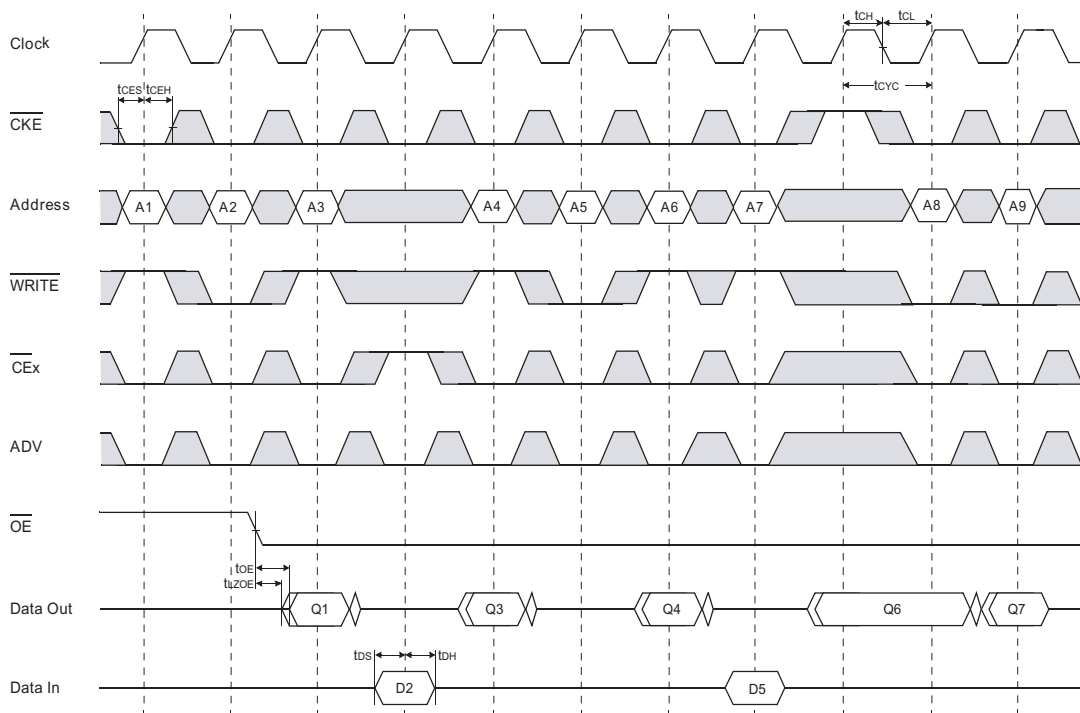 tCH tCL
Clock
tCYC
tCES tCEH
CKE
Address A1 A2 A3 A4 A5 A6 A7 A8 A9
WRITE
CEx
ADV
OE
tOE
tLZOE
Data Out Q1 Q3 Q4 Q6 Q7
tDS tDH
Data In D2 D5